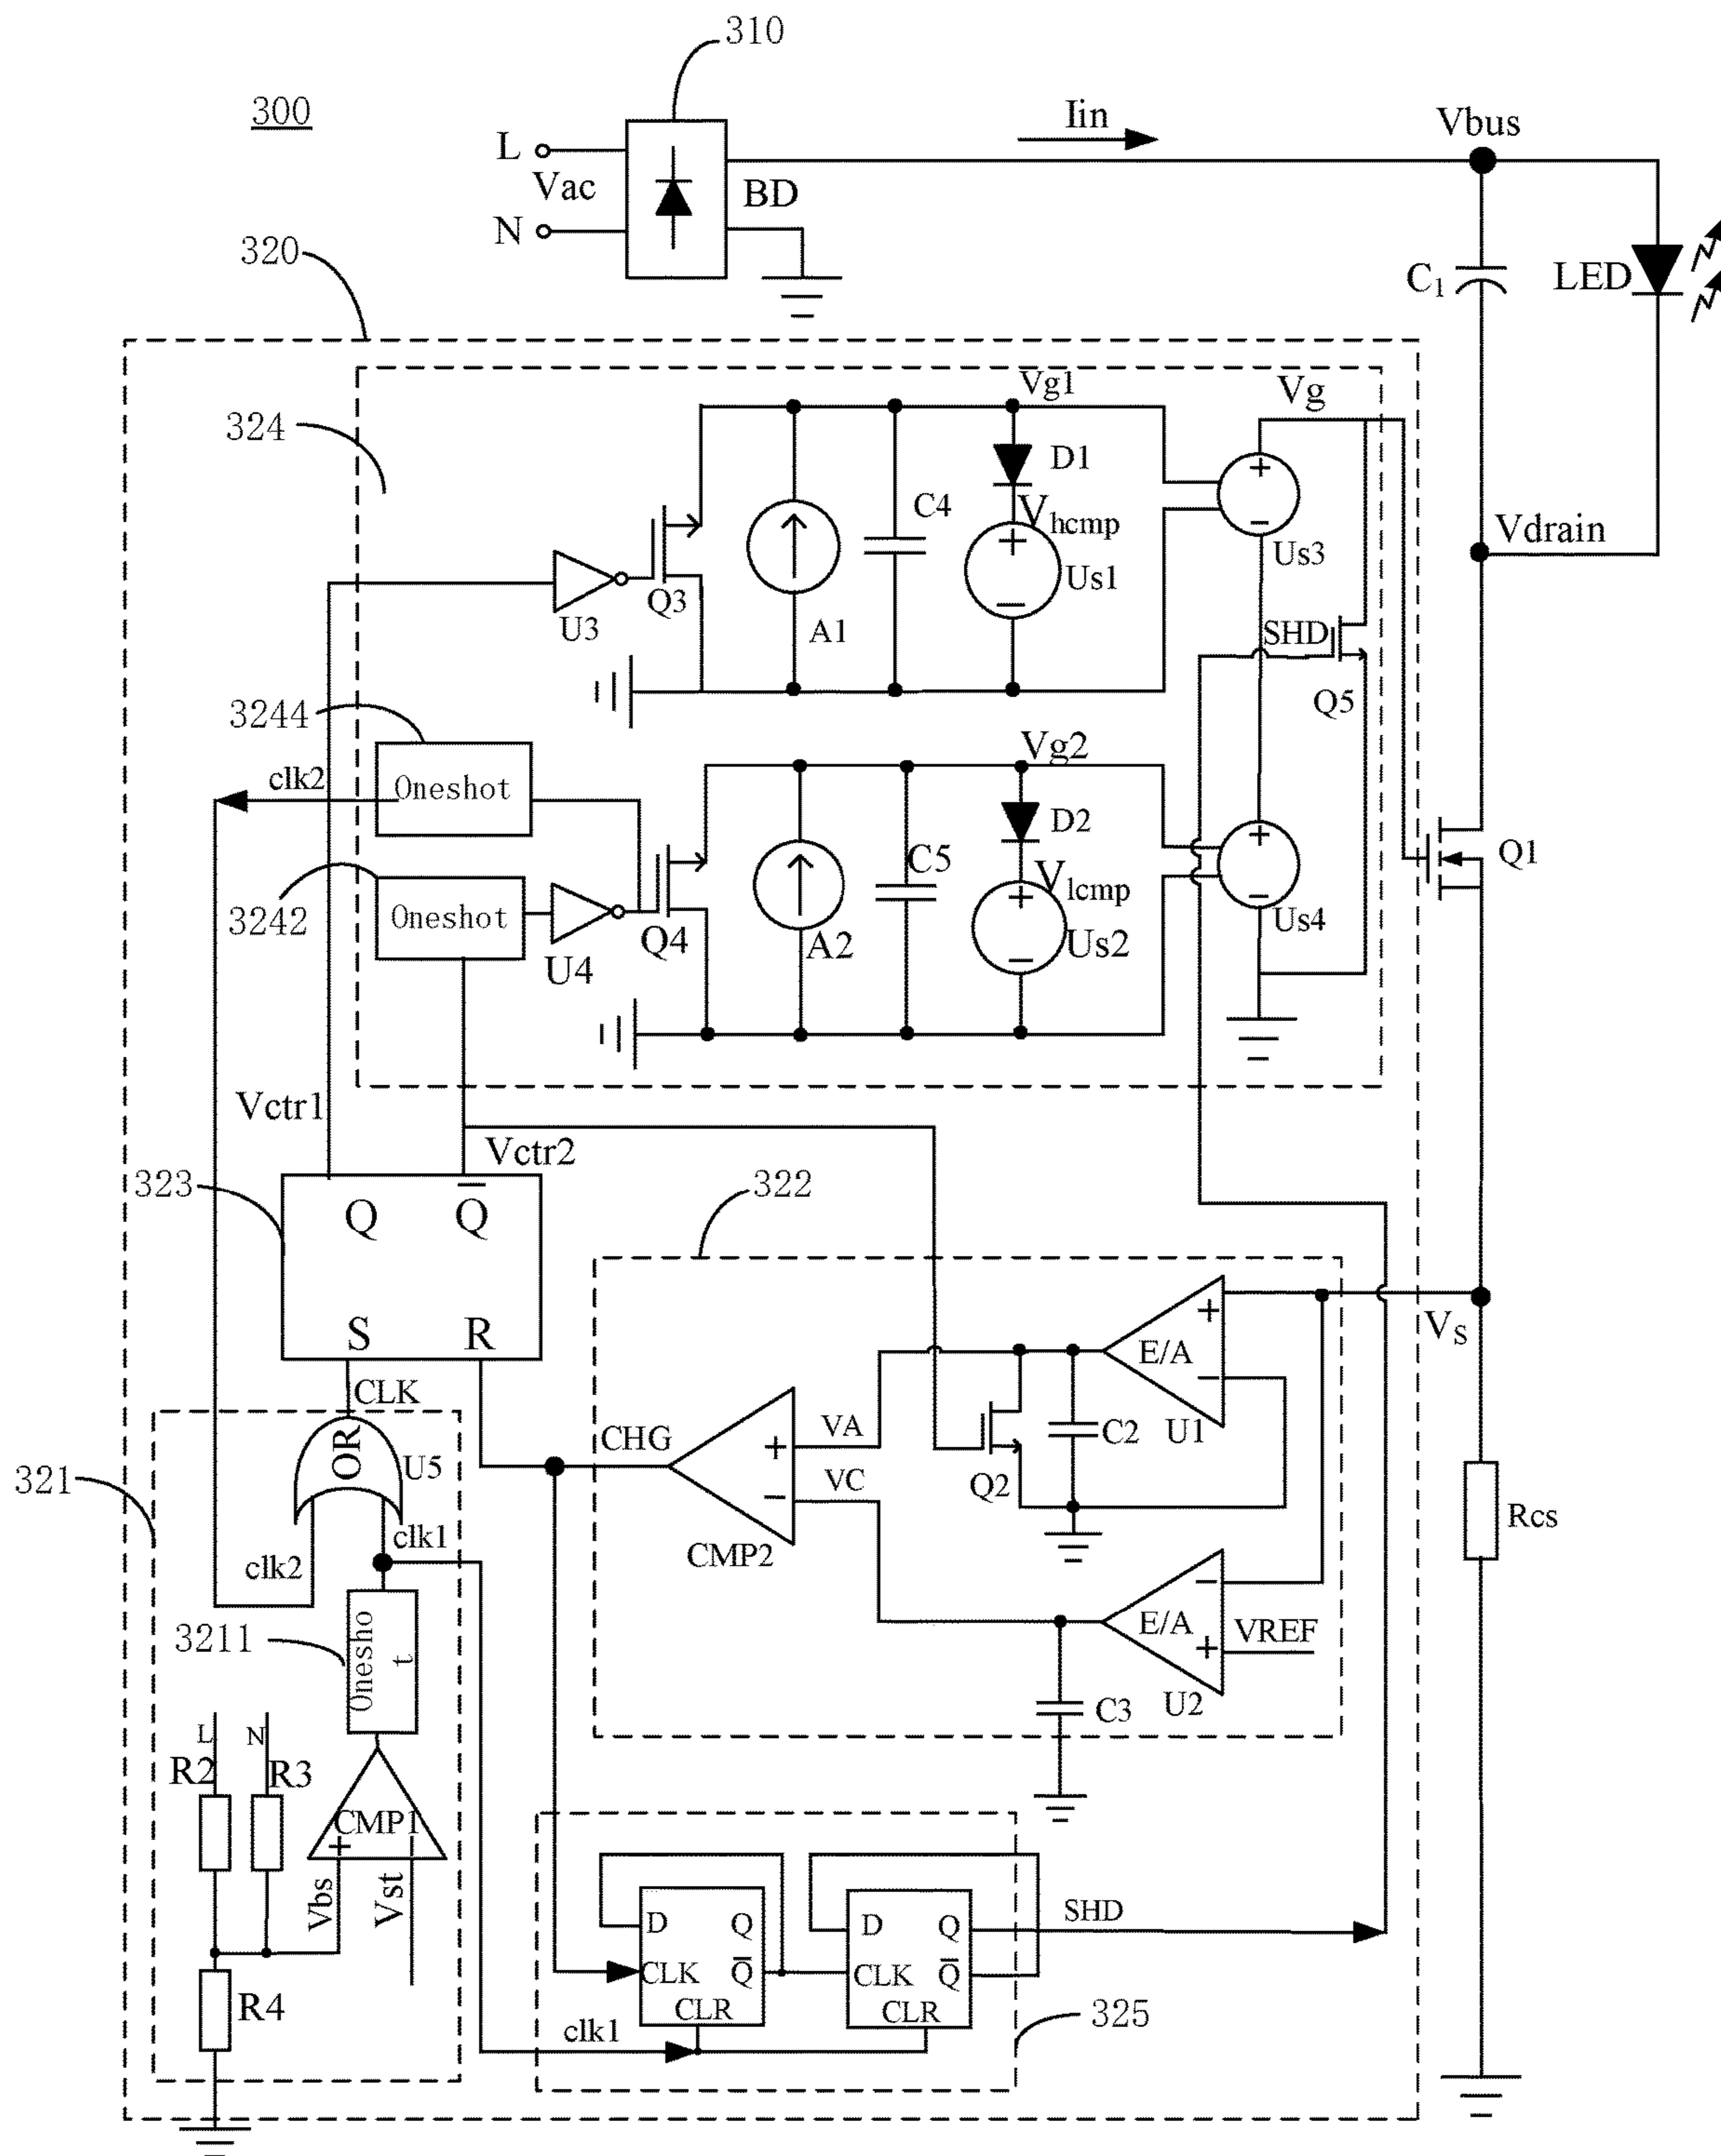 310
300
Iin
Vbus
L
Vac
BD
N
320
C1
LED
Vg1
Vg
324
D1
C4
Vhcmp
+
+
−
Us3
Vdrain
Us1
−
Q3
U3
A1
SHD
Q5
3244
clk2
Oneshot
Vg2
D2
+
C5
Vlcmp
+
−
Q1
3242
Oneshot
Q4
A2
Us2
Us4
U4
−
Vctr1
Vctr2
323
322
Q
Q̅
S
R
+
E/A
−
VS
CLK
VA
C2
U1
CHG
+
OR
U5
VC
Q2
321
−
Rcs
clk1
CMP2
clk2
−
E/A
VREF
+
3211
Oneshot
U2
C3
L
N
R2
R3
CMP1
+
−
Vbs
Vst
D
Q
D
Q
SHD
CLK
Q̅
CLK
Q̅
R4
CLR
CLR
325
clk1